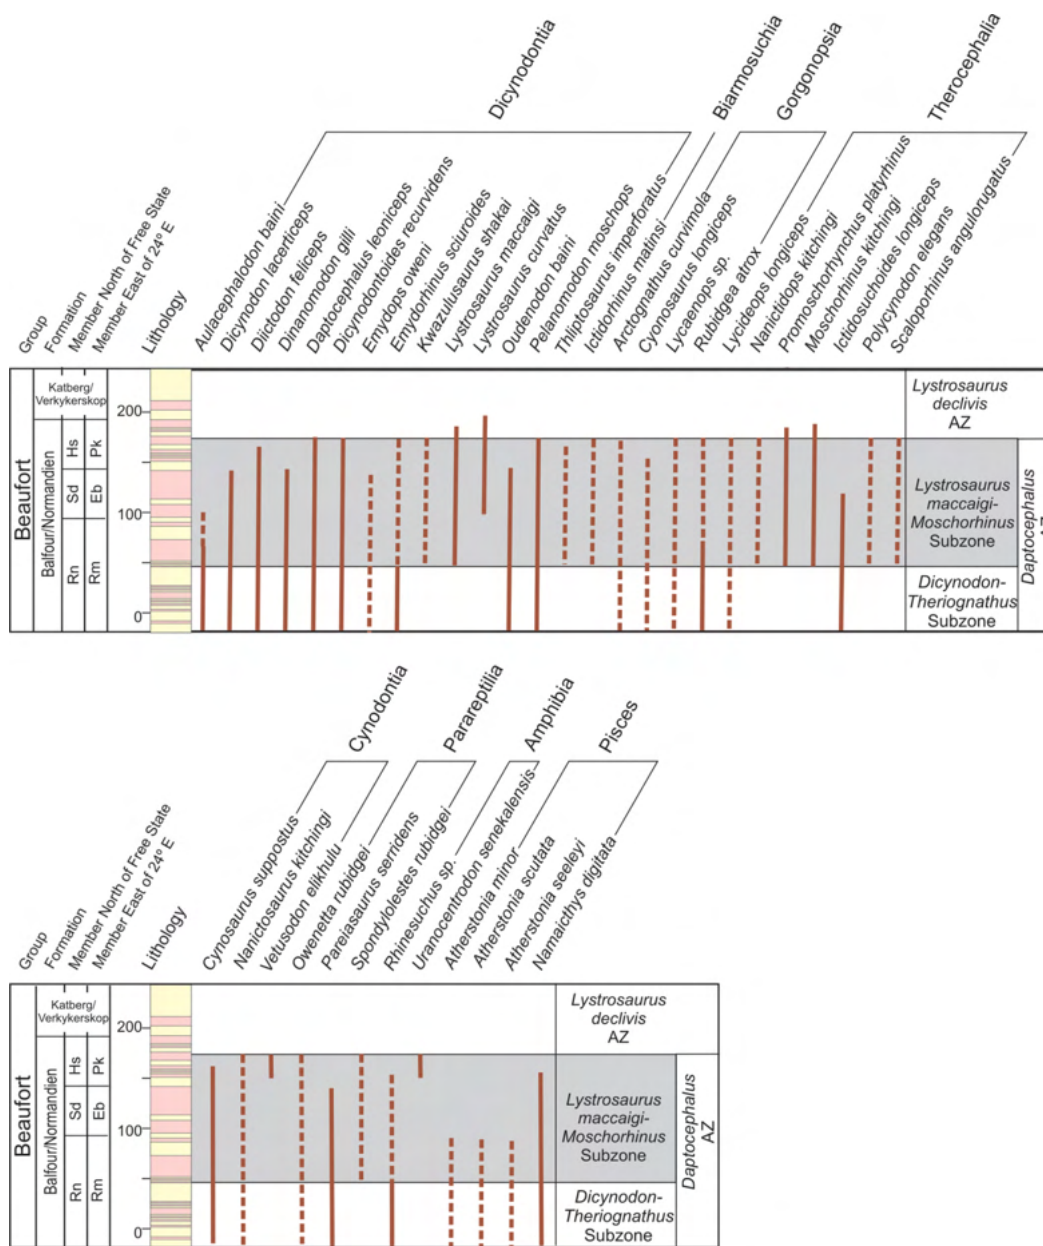 Dicynodontia
Biarmosuchia
Gorgonopsia
Therocephalia
Group
Formation
Member North of Free State
Member East of 24° E
Lithology
Aulacephalodon baini
Dicynodon lacerticeps
Diictodon feliceps
Dinanomodon gilli
Daptocephalus leoniceps
Dicynodontoides recurvidens
Emydops oweni
Emydorhinus sciuroides
Kwazulusaurus shakai
Lystrosaurus maccaigi
Lystrosaurus curvatus
Oudenodon baini
Pelanomodon moschops
Thliptosaurus imperforatus
Ictidorhinus matinsi
Arctognathus curvimola
Cyonosaurus longiceps
Lycaenops sp.
Rubidgea atrox
Lycideops longiceps
Nanictidops kitchingi
Promoschorhynchus platyrhinus
Moschorhinus kitchingi
Ictidosuchoides longiceps
Polycynodon elegans
Scaloporhinus angulorugatus
Beaufort
Balfour/Normandien
Katberg/
Verkykerskop
Hs
Pk
Sd
Eb
Rn
Rm
200
100
0
Lystrosaurus
declivis
AZ
Lystrosaurus
maccaigi-
Moschorhinus
Subzone
Dicynodon-
Theriognathus
Subzone
Daptocephalus
AZ
Cynodontia
Parareptilia
Amphibia
Pisces
Group
Formation
Member North of Free State
Member East of 24° E
Lithology
Cynosaurus suppostus
Nanictosaurus kitchingi
Vetusodon elikhulu
Owenetta rubidgei
Pareiasaurus serridens
Spondylolestes rubidgei
Rhinesuchus sp.
Uranocentrodon senekalensis
Atherstonia minor
Atherstonia scutata
Atherstonia seeleyi
Namaicthys digitata
Beaufort
Balfour/Normandien
Katberg/
Verkykerskop
Hs
Pk
Sd
Eb
Rn
Rm
200
100
0
Lystrosaurus
declivis
AZ
Lystrosaurus
maccaigi-
Moschorhinus
Subzone
Dicynodon-
Theriognathus
Subzone
Daptocephalus
AZ